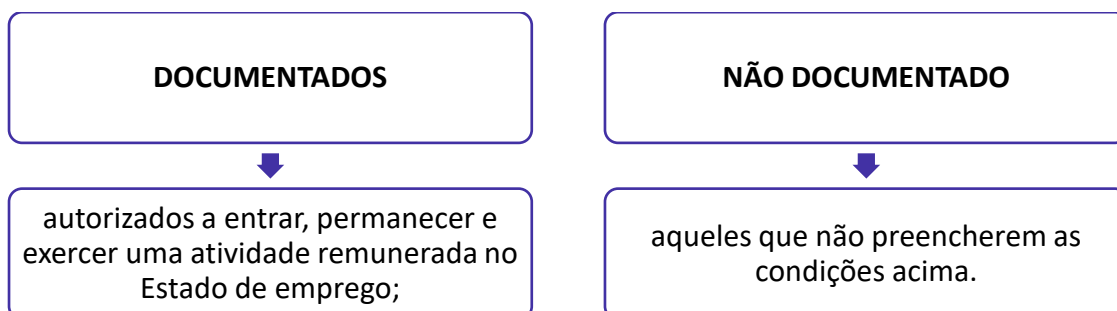 DOCUMENTADOS
autorizados a entrar, permanecer e
exercer uma atividade remunerada no
Estado de emprego;
NÃO DOCUMENTADO
aqueles que não preencherem as
condições acima.